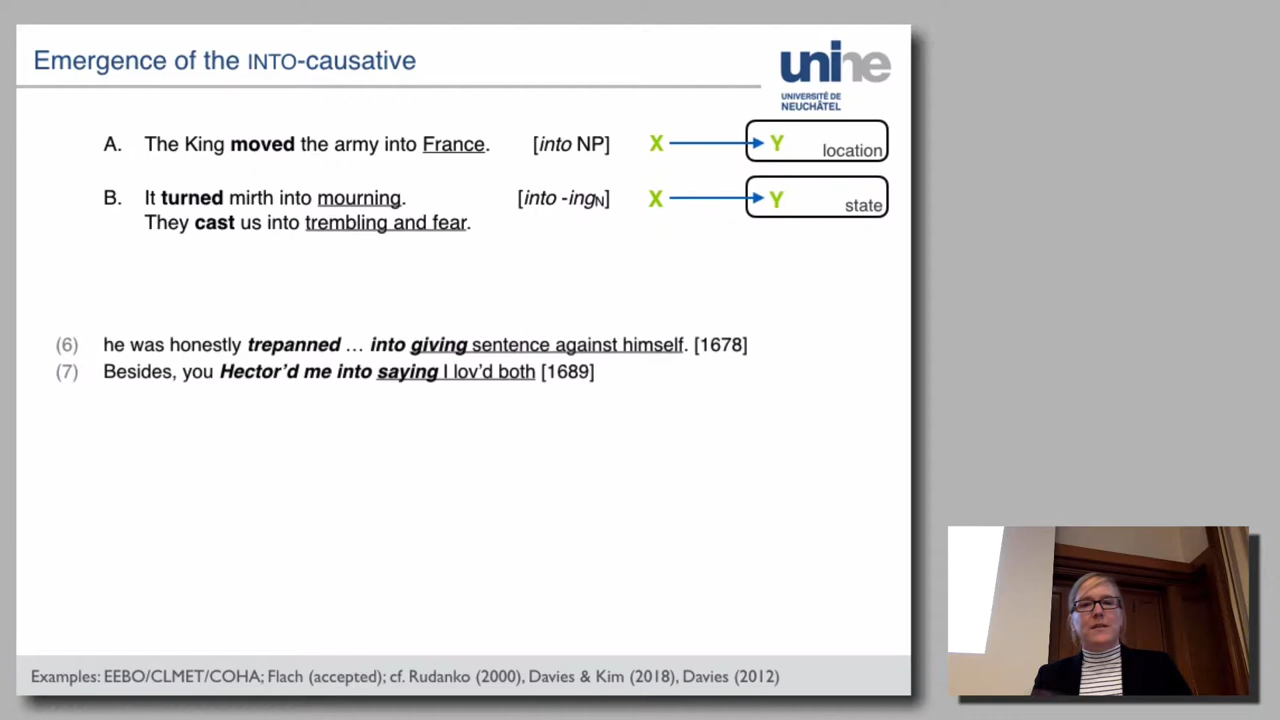 Emergence of the INTO-causative
unine
UNIVERSITÉ DE
NEUCHÂTEL
A. The King moved the army into France. [into NP] X Y location
B. It turned mirth into mourning. [into -ingN] X Y state
They cast us into trembling and fear.
(6) he was honestly trepanned … into giving sentence against himself. [1678]
(7) Besides, you Hector’d me into saying I lov’d both [1689]
Examples: EEBO/CLMET/COHA; Flach (accepted); cf. Rudanko (2000), Davies & Kim (2018), Davies (2012)